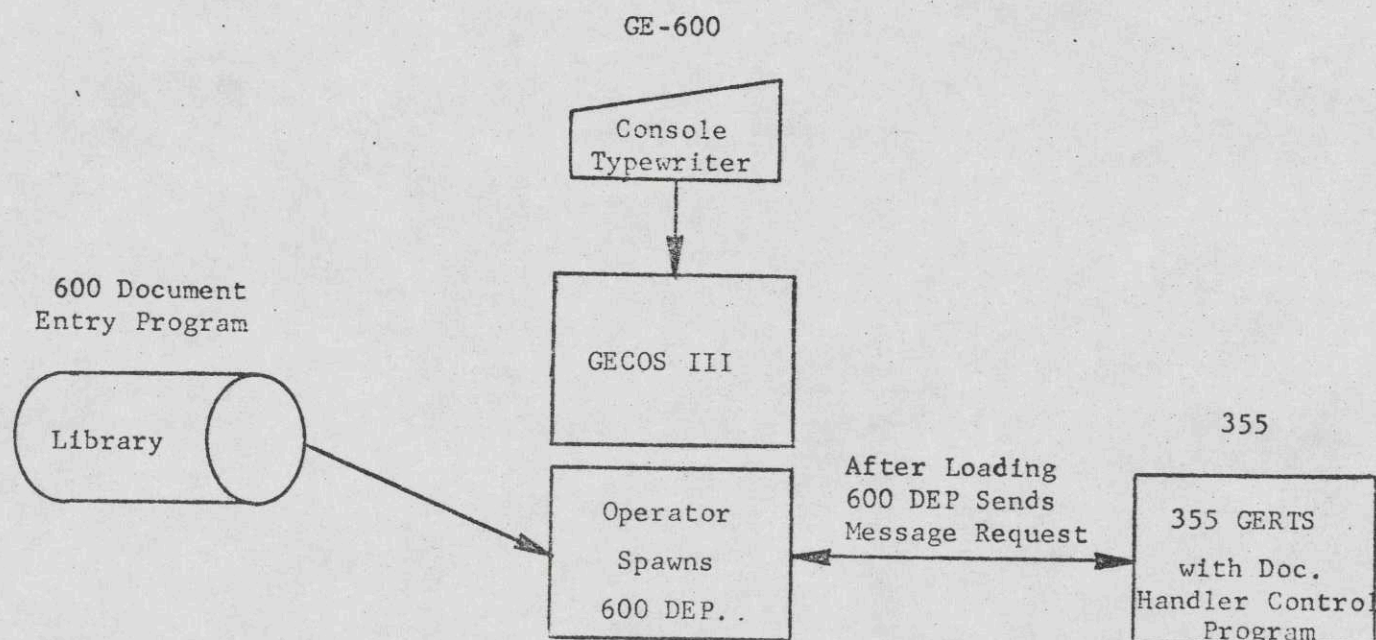 GE-600
Console
Typewriter
600 Document
Entry Program
GECOS III
Library
355
After Loading
600 DEP Sends
Message Request
Operator
Spawns
600 DEP..
355 GERTS
with Doc.
Handler Control
Program